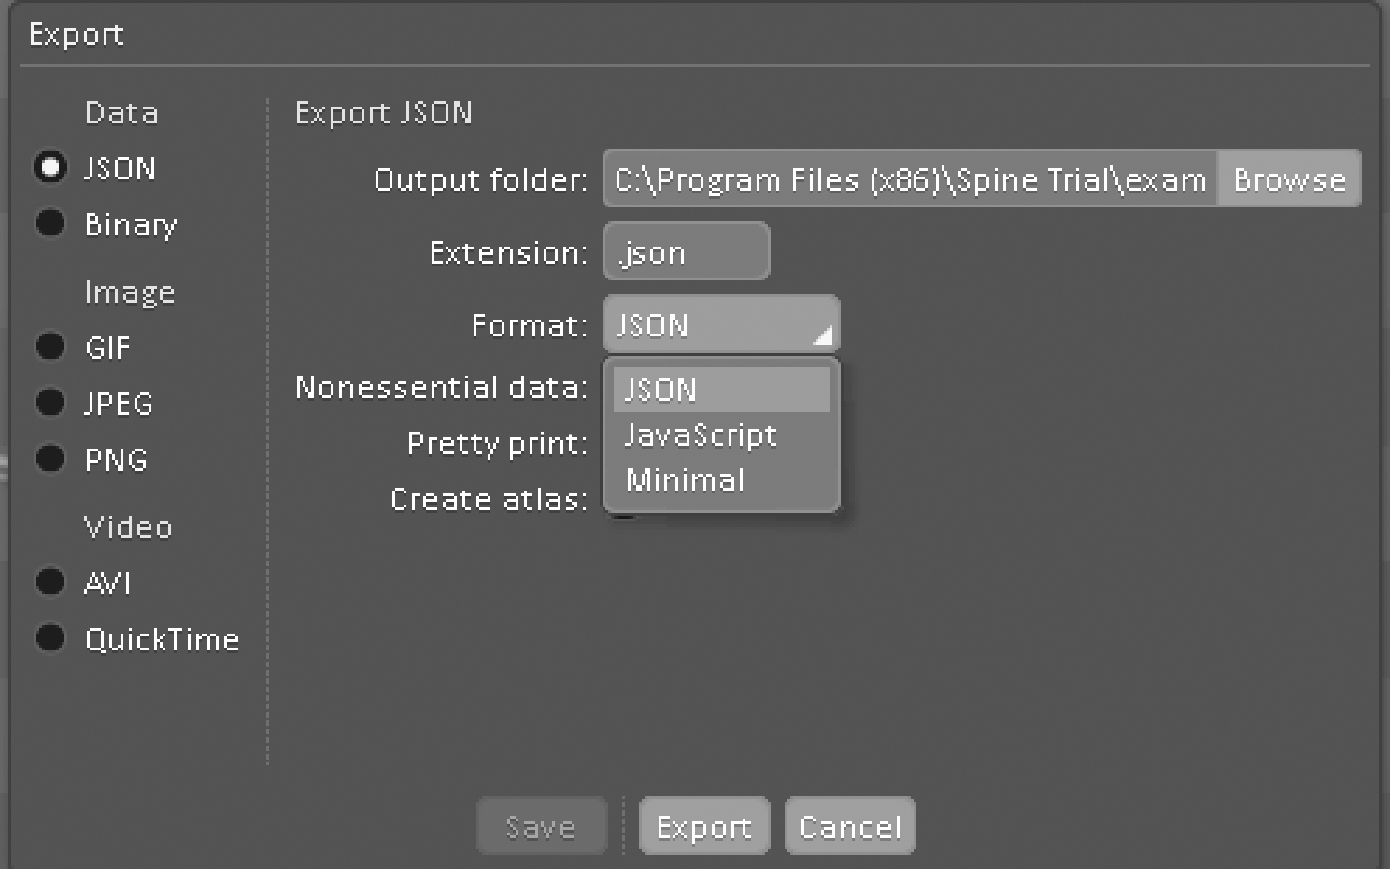 Export
Data
JSON
Binary
Image
GIF
JPEG
PNG
Video
AVI
QuickTime
Export JSON
Output folder: C:\Program Files (x86)\Spine Trial\exam Browse
Extension: .json
Format: JSON
JSON
JavaScript
Minimal
Nonessential data:
Pretty print:
Create atlas:
Save Export Cancel